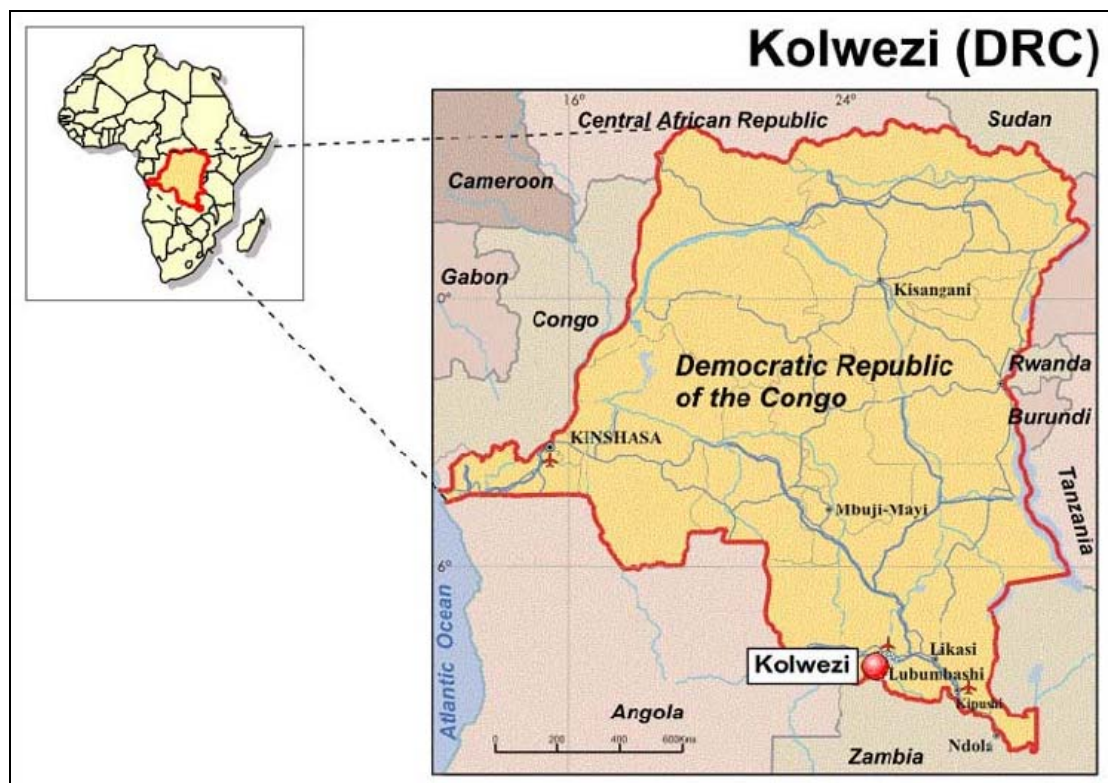 Kolwezi (DRC)
16°
24°
Central African Republic
Sudan
Cameroon
Gabon
0°
Congo
Kisangani
Democratic Republic
of the Congo
Rwanda
Burundi
KINSHASA
Tanzania
Mbuji-Mayi
6°
Atlantic Ocean
Kolwezi
Likasi
Lubumbashi
Kipushi
Angola
Ndola
Zambia
0
200
400
600Kms